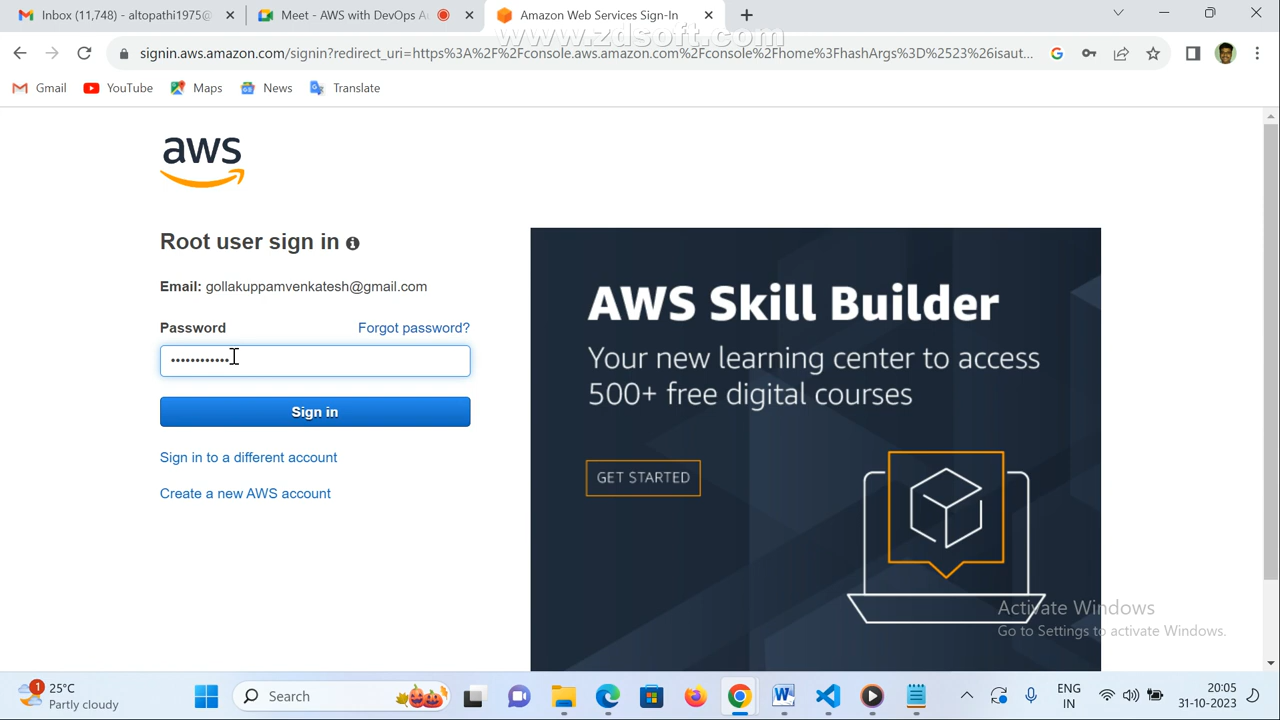 Inbox (11,748) - altopathi1975@
Meet - AWS with DevOps Au
Amazon Web Services Sign-In
www.zdsoft.com
signin.aws.amazon.com/signin?redirect_uri=https%3A%2F%2Fconsole.aws.amazon.com%2Fconsole%2Fhome%3FhashArgs%3D%2523%26isaut...
Gmail
YouTube
Maps
News
Translate
aws
Root user sign in
Email: gollakuppamvenkatesh@gmail.com
Password
Forgot password?
Sign in
Sign in to a different account
Create a new AWS account
AWS Skill Builder
Your new learning center to access
500+ free digital courses
GET STARTED
Activate Windows
Go to Settings to activate Windows.
1
25°C
Partly cloudy
Search
ENG
IN
20:05
31-10-2023